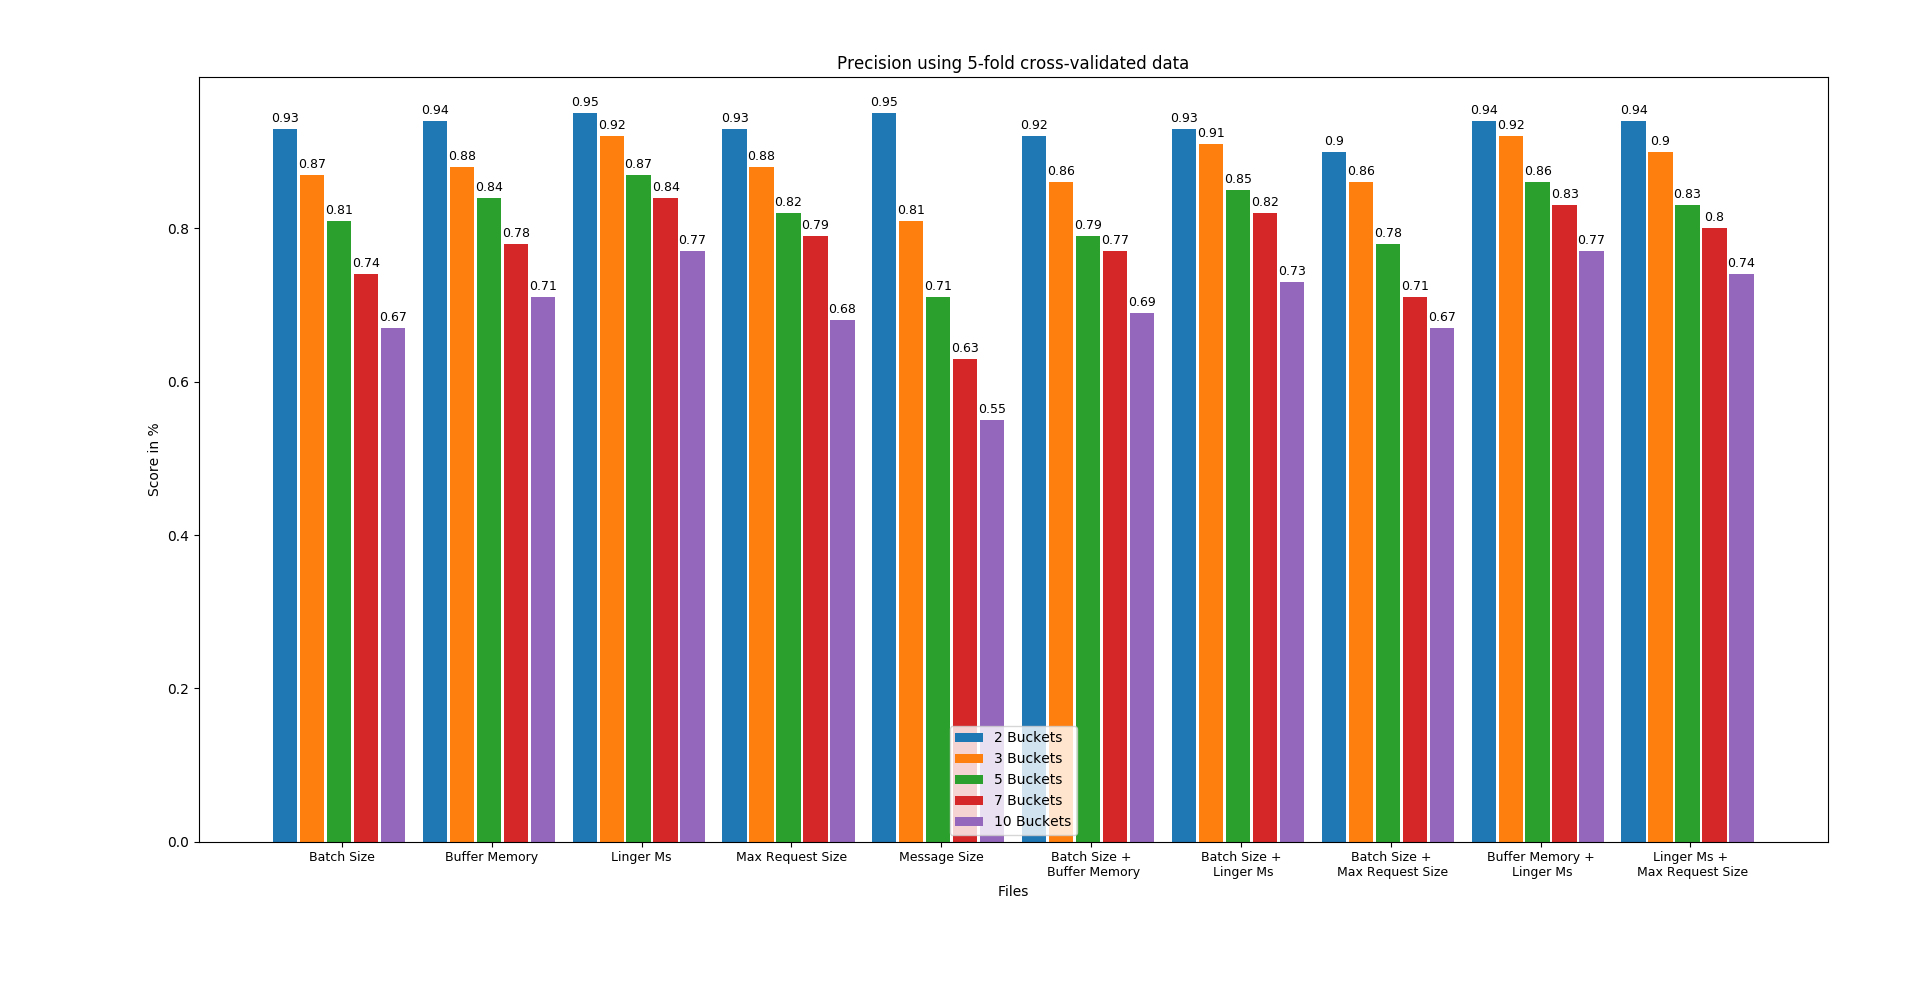 Precision using 5-fold cross-validated data
Score in %
0.8
0.6
0.4
0.2
0.0
0.93
0.87
0.81
0.74
0.67
0.94
0.88
0.84
0.78
0.71
0.95
0.92
0.87
0.84
0.77
0.93
0.88
0.82
0.79
0.68
0.95
0.81
0.71
0.63
0.55
0.92
0.86
0.79
0.77
0.69
0.93
0.91
0.85
0.82
0.73
0.9
0.86
0.78
0.71
0.67
0.94
0.92
0.86
0.83
0.77
0.94
0.9
0.83
0.8
0.74
2 Buckets
3 Buckets
5 Buckets
7 Buckets
10 Buckets
Batch Size
Buffer Memory
Linger Ms
Max Request Size
Message Size
Batch Size +
Buffer Memory
Batch Size +
Linger Ms
Batch Size +
Max Request Size
Buffer Memory +
Linger Ms
Linger Ms +
Max Request Size
Files